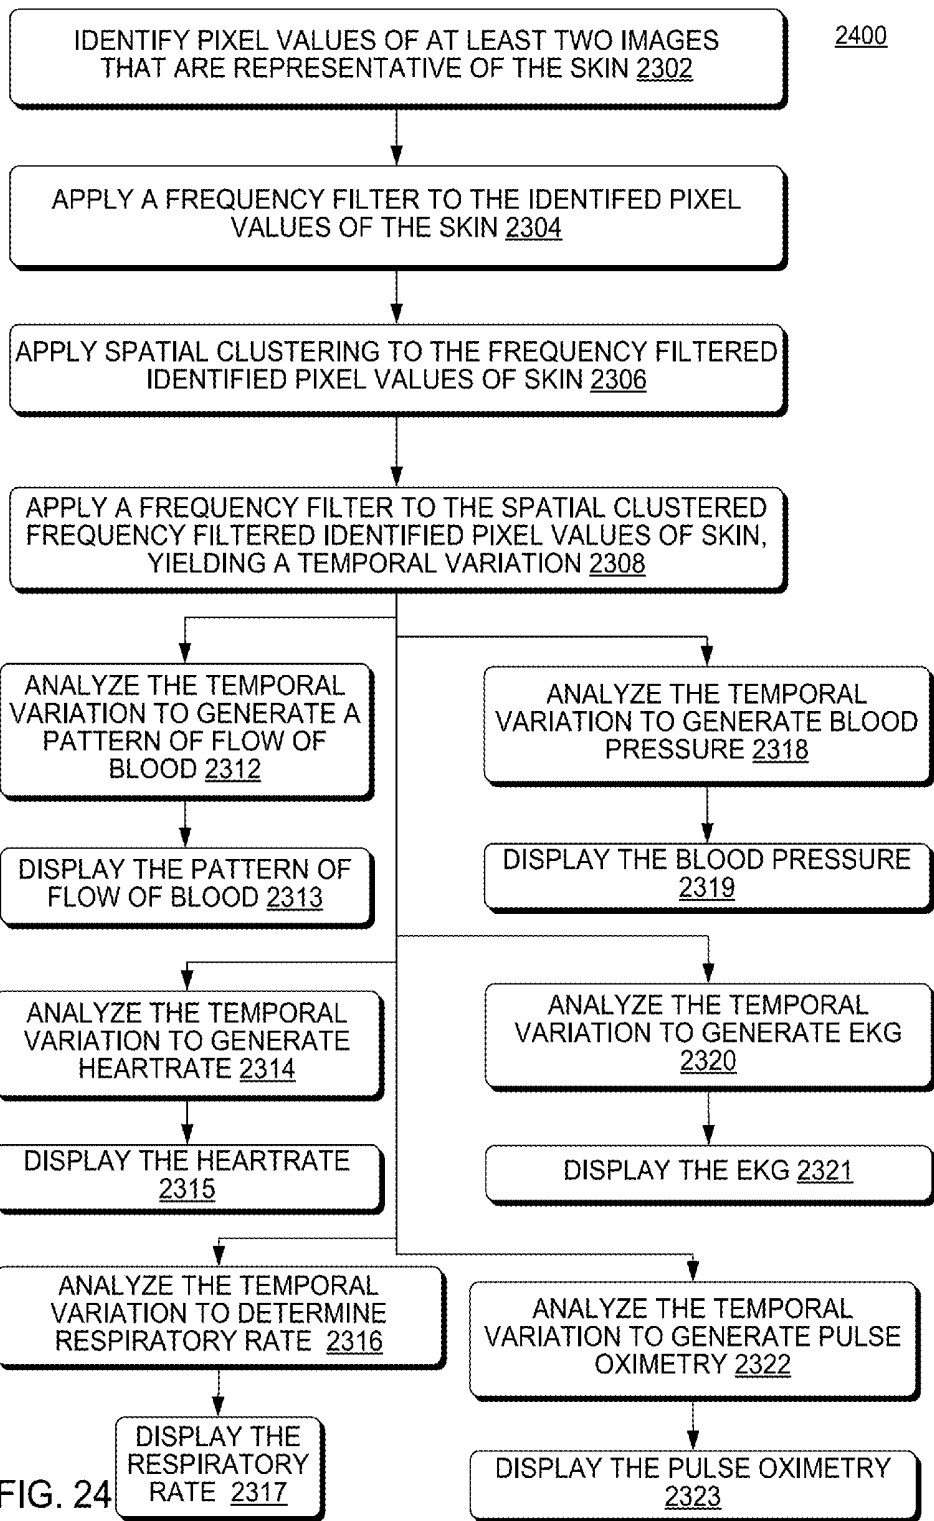 2400
IDENTIFY PIXEL VALUES OF AT LEAST TWO IMAGES
THAT ARE REPRESENTATIVE OF THE SKIN 2302
APPLY A FREQUENCY FILTER TO THE IDENTIFED PIXEL
VALUES OF THE SKIN 2304
APPLY SPATIAL CLUSTERING TO THE FREQUENCY FILTERED
IDENTIFIED PIXEL VALUES OF SKIN 2306
APPLY A FREQUENCY FILTER TO THE SPATIAL CLUSTERED
FREQUENCY FILTERED IDENTIFIED PIXEL VALUES OF SKIN,
YIELDING A TEMPORAL VARIATION 2308
ANALYZE THE TEMPORAL
VARIATION TO GENERATE A
PATTERN OF FLOW OF
BLOOD 2312
DISPLAY THE PATTERN OF
FLOW OF BLOOD 2313
ANALYZE THE TEMPORAL
VARIATION TO GENERATE BLOOD
PRESSURE 2318
DISPLAY THE BLOOD PRESSURE
2319
ANALYZE THE TEMPORAL
VARIATION TO GENERATE
HEARTRATE 2314
DISPLAY THE HEARTRATE
2315
ANALYZE THE TEMPORAL
VARIATION TO GENERATE EKG
2320
DISPLAY THE EKG 2321
ANALYZE THE TEMPORAL
VARIATION TO DETERMINE
RESPIRATORY RATE 2316
DISPLAY THE
RESPIRATORY
RATE 2317
ANALYZE THE TEMPORAL
VARIATION TO GENERATE PULSE
OXIMETRY 2322
DISPLAY THE PULSE OXIMETRY
2323
FIG. 24